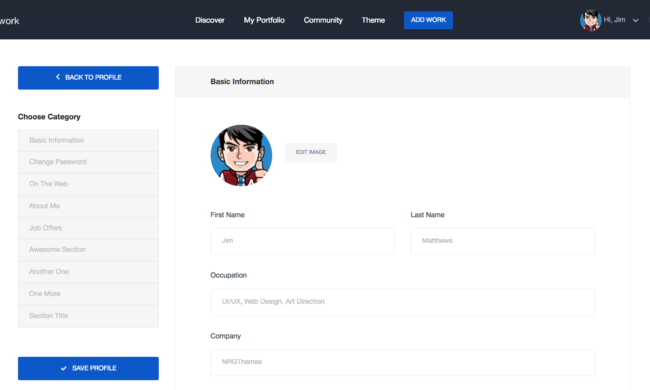 work
Discover
My Portfolio
Community
Theme
ADD WORK
Hi, Jim
BACK TO PROFILE
Choose Category
Basic Information
Change Password
On The Web
About Me
Job Offers
Awesome Section
Another One
One More
Section Title
SAVE PROFILE
Basic Information
EDIT IMAGE
First Name
Last Name
Jim
Matthews
Occupation
UI/UX, Web Design, Art Direction
Company
NRGThemes